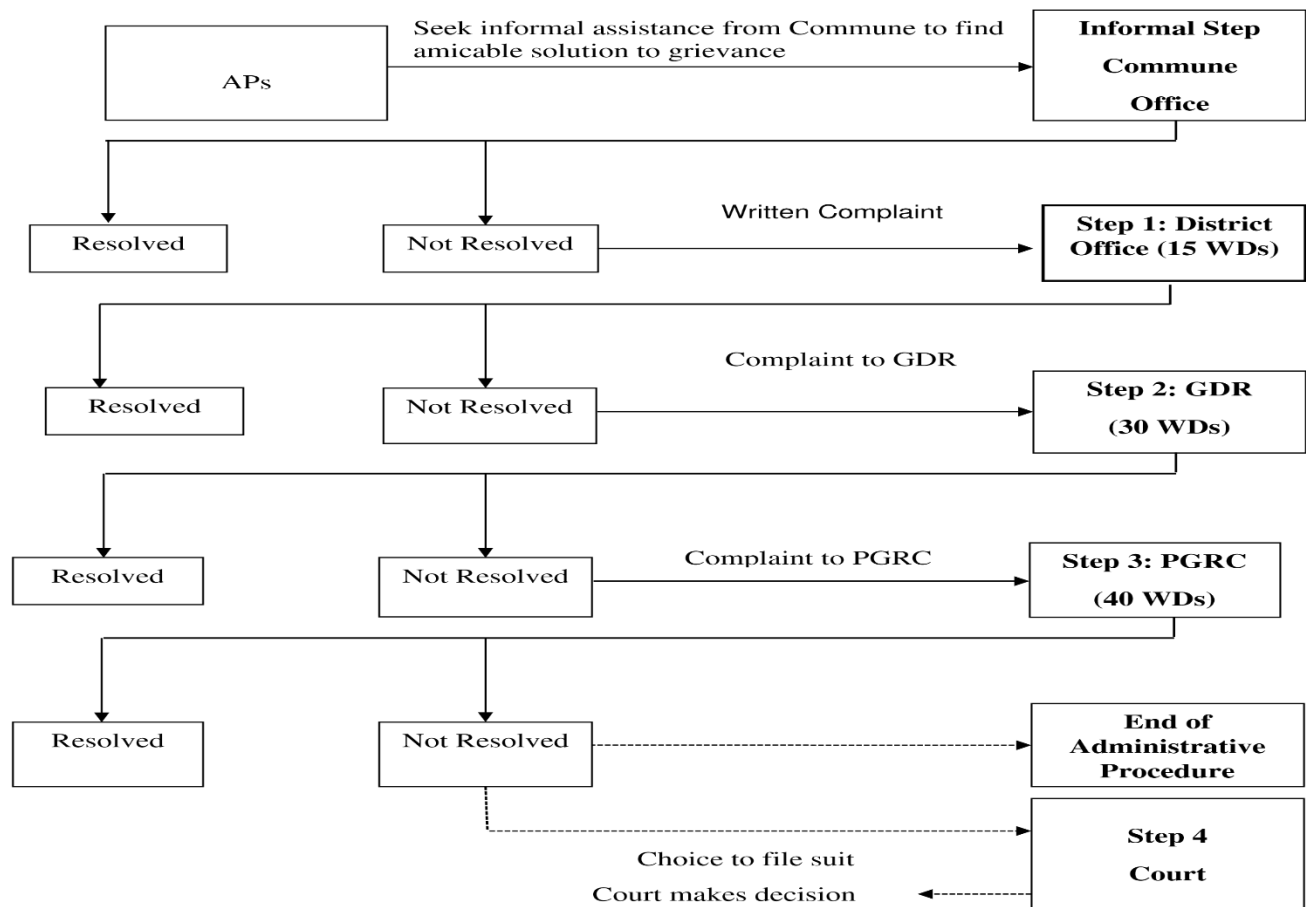 Seek informal assistance from Commune to find
amicable solution to grievance
APs
Informal Step
Commune
Office
Resolved
Not Resolved
Written Complaint
Step 1: District
Office (15 WDs)
Resolved
Not Resolved
Complaint to GDR
Step 2: GDR
(30 WDs)
Resolved
Not Resolved
Complaint to PGRC
Step 3: PGRC
(40 WDs)
Resolved
Not Resolved
End of
Administrative
Procedure
Choice to file suit
Court makes decision
Step 4
Court